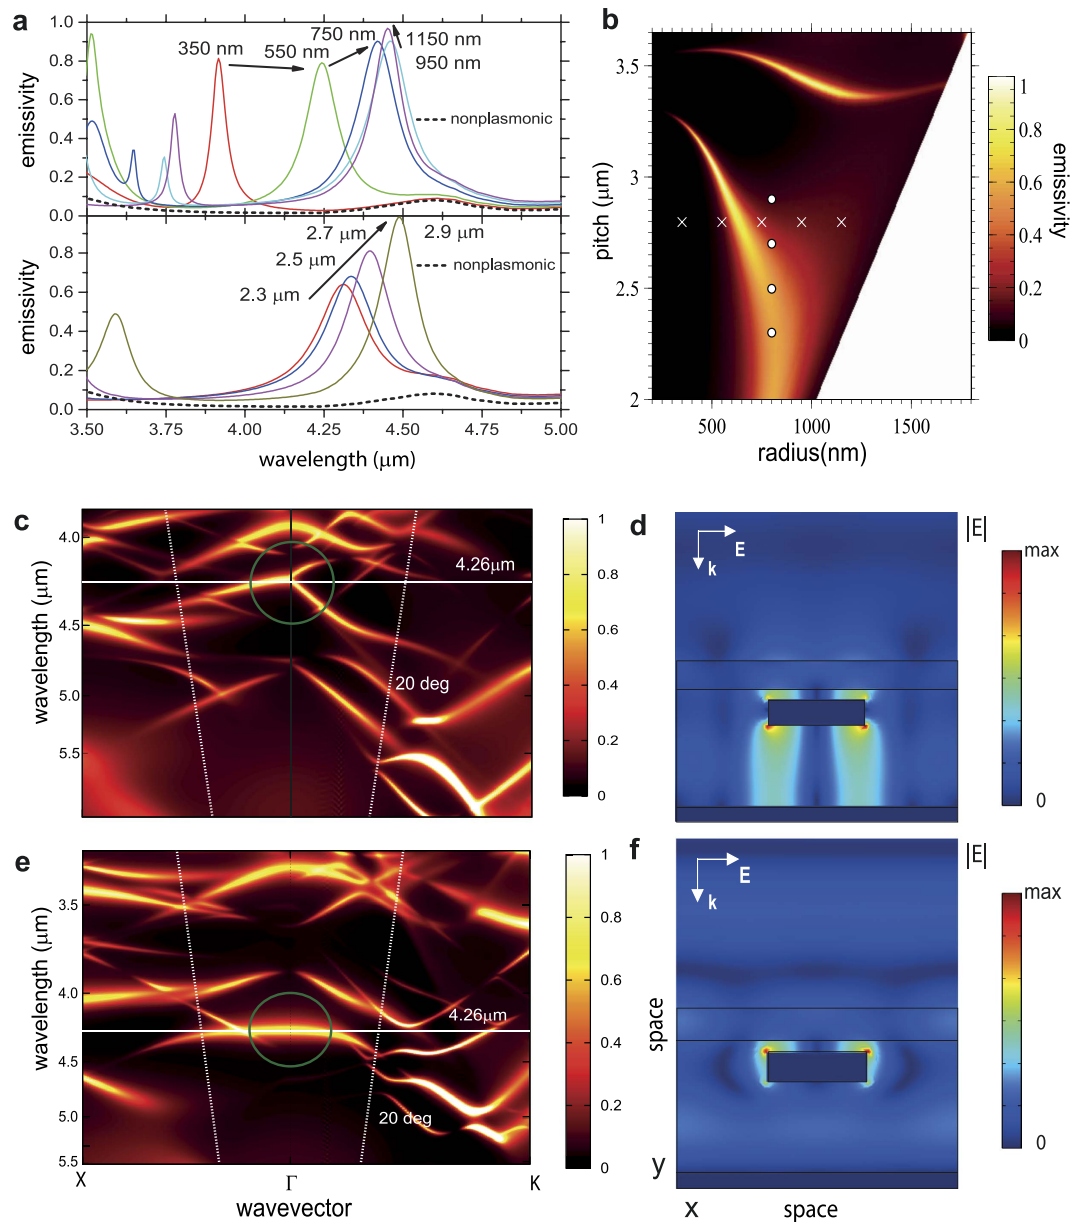 a
1.0
0.8
0.6
0.4
0.2
0.0
emissivity
350 nm
550 nm
750 nm
1150 nm
950 nm
nonplasmonic
0.8
0.6
0.4
0.2
0.0
emissivity
2.3 μm
2.5 μm
2.7 μm
2.9 μm
nonplasmonic
3.50
3.75
4.00
4.25
4.50
4.75
5.00
wavelength (μm)
b
3.5
3
2.5
2
pitch (μm)
500
1000
1500
radius(nm)
1
0.8
0.6
0.4
0.2
0
emissivity
c
4.0
4.5
5.0
5.5
wavelength (μm)
4.26μm
20 deg
1
0.8
0.6
0.4
0.2
0
d
E
k
|E|
max
0
e
3.5
4.0
4.5
5.0
5.5
wavelength (μm)
4.26μm
20 deg
X
Γ
K
wavevector
1
0.8
0.6
0.4
0.2
0
f
E
k
|E|
max
0
space
y
x
space